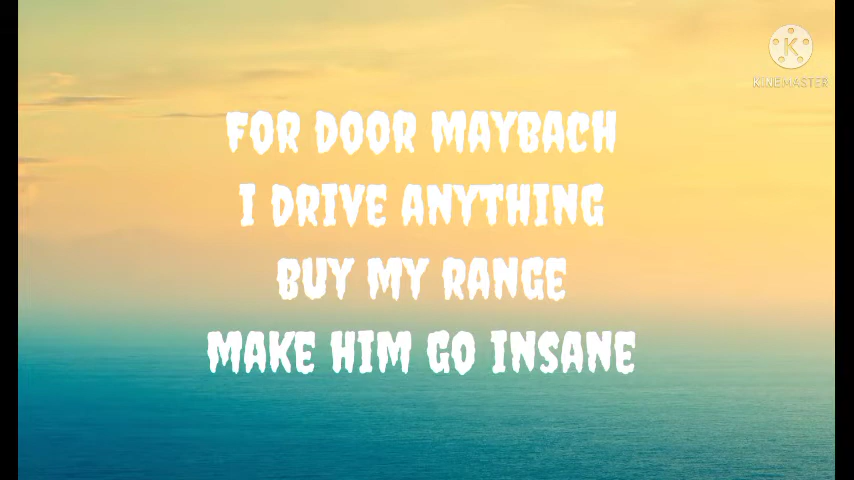 KINEMASTER
FOR DOOR MAYBACH
I DRIVE ANYTHING
BUY MY RANGE
MAKE HIM GO INSANE